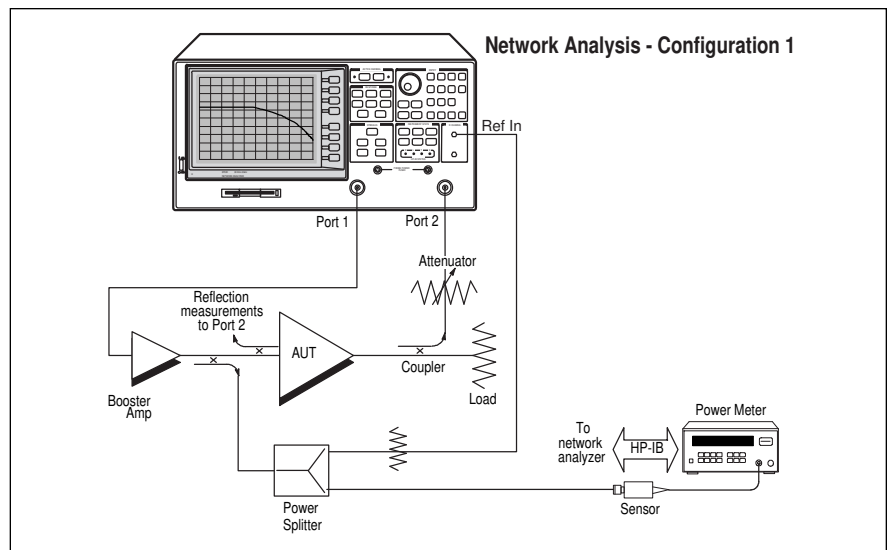 Network Analysis - Configuration 1
Ref In
Port 1
Port 2
Attenuator
Reflection
measurements
to Port 2
AUT
Booster
Amp
Coupler
Load
Power Meter
To
network
analyzer
HP-IB
Sensor
Power
Splitter